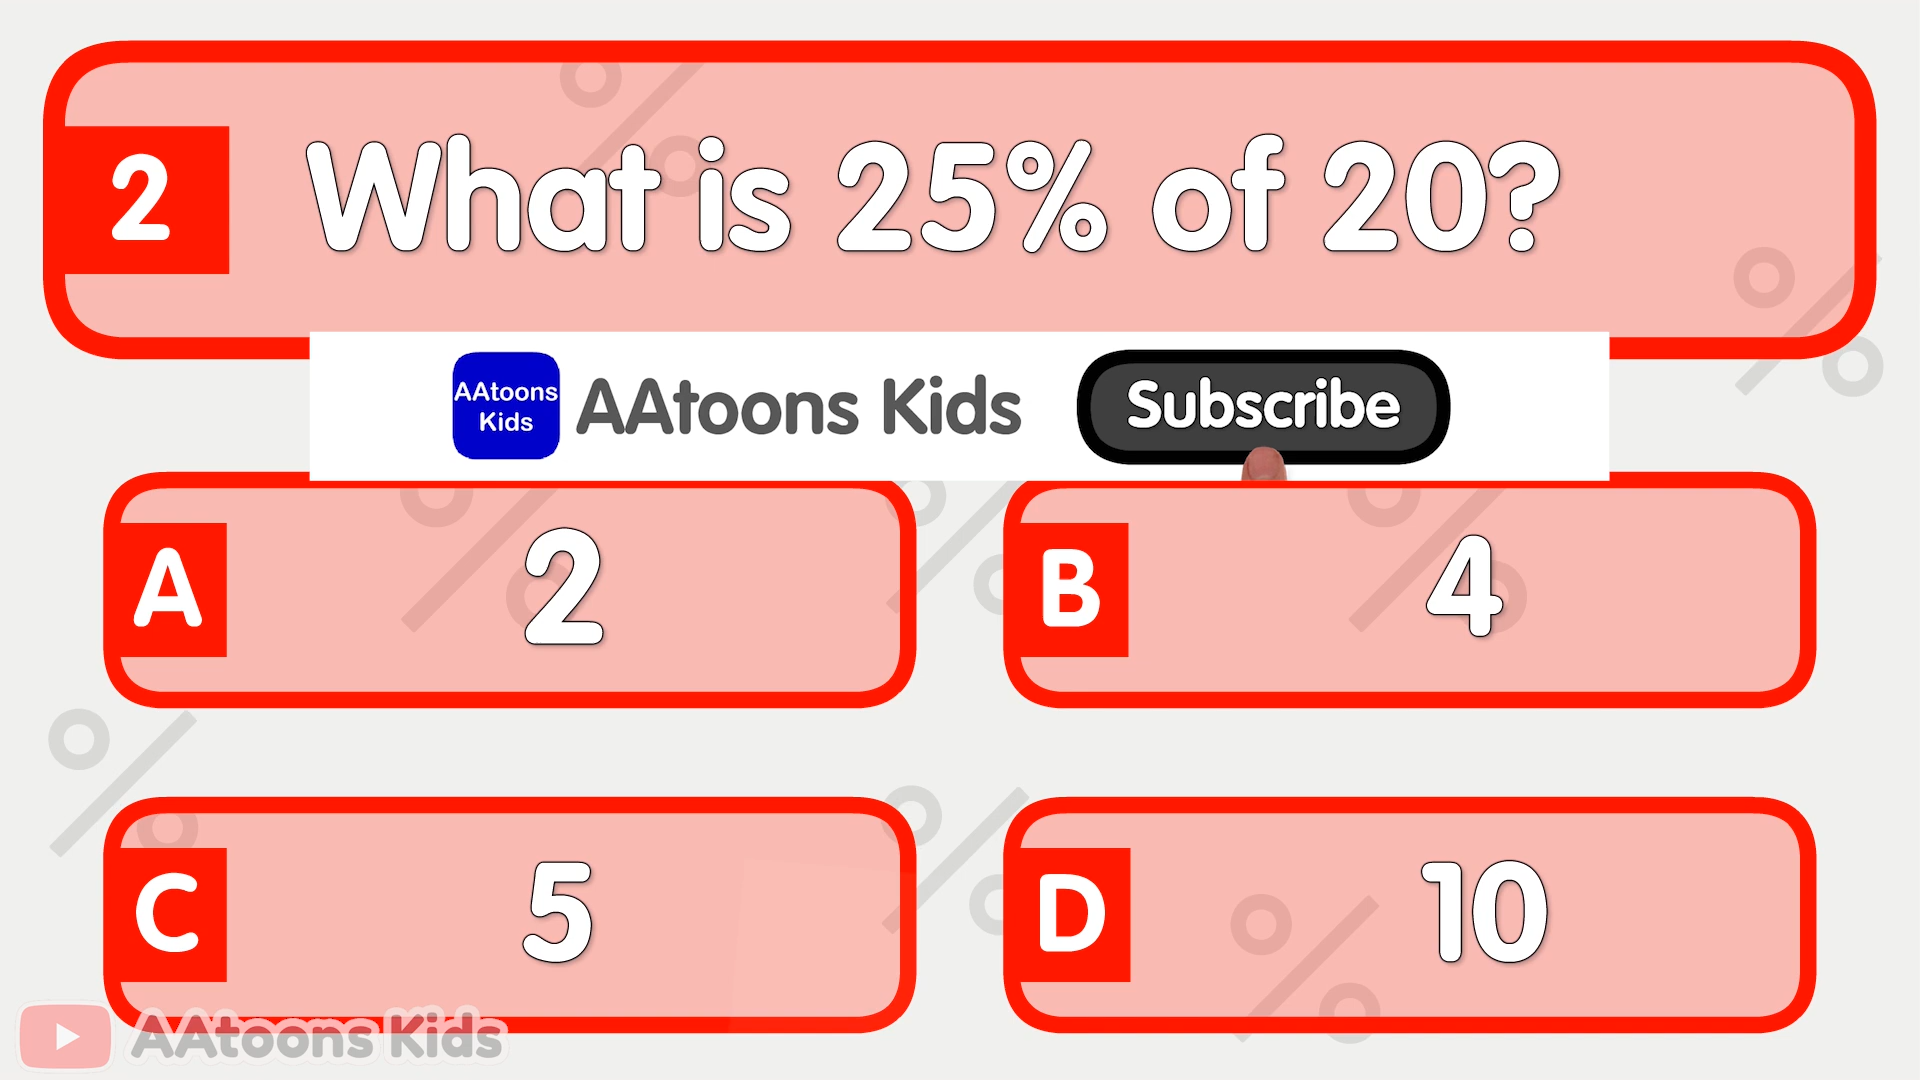 2
What is 25% of 20?
AAtoons
Kids
AAtoons Kids
Subscribe
A
2
B
4
C
5
D
10
AAtoons Kids